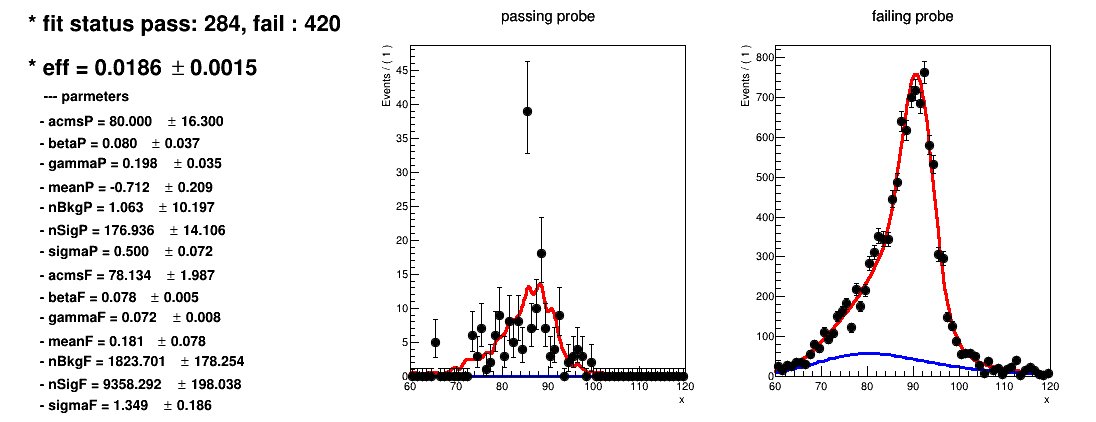 * fit status pass: 284, fail : 420
* eff = 0.0186 ± 0.0015
--- parmeters
- acmsP = 80.000 ± 16.300
- betaP = 0.080 ± 0.037
- gammaP = 0.198 ± 0.035
- meanP = -0.712 ± 0.209
- nBkgP = 1.063 ± 10.197
- nSigP = 176.936 ± 14.106
- sigmaP = 0.500 ± 0.072
- acmsF = 78.134 ± 1.987
- betaF = 0.078 ± 0.005
- gammaF = 0.072 ± 0.008
- meanF = 0.181 ± 0.078
- nBkgF = 1823.701 ± 178.254
- nSigF = 9358.292 ± 198.038
- sigmaF = 1.349 ± 0.186
passing probe
Events / ( 1 )
45
40
35
30
25
20
15
10
5
0
60 70 80 90 100 110 120
x
failing probe
Events / ( 1 )
800
700
600
500
400
300
200
100
0
60 70 80 90 100 110 120
x